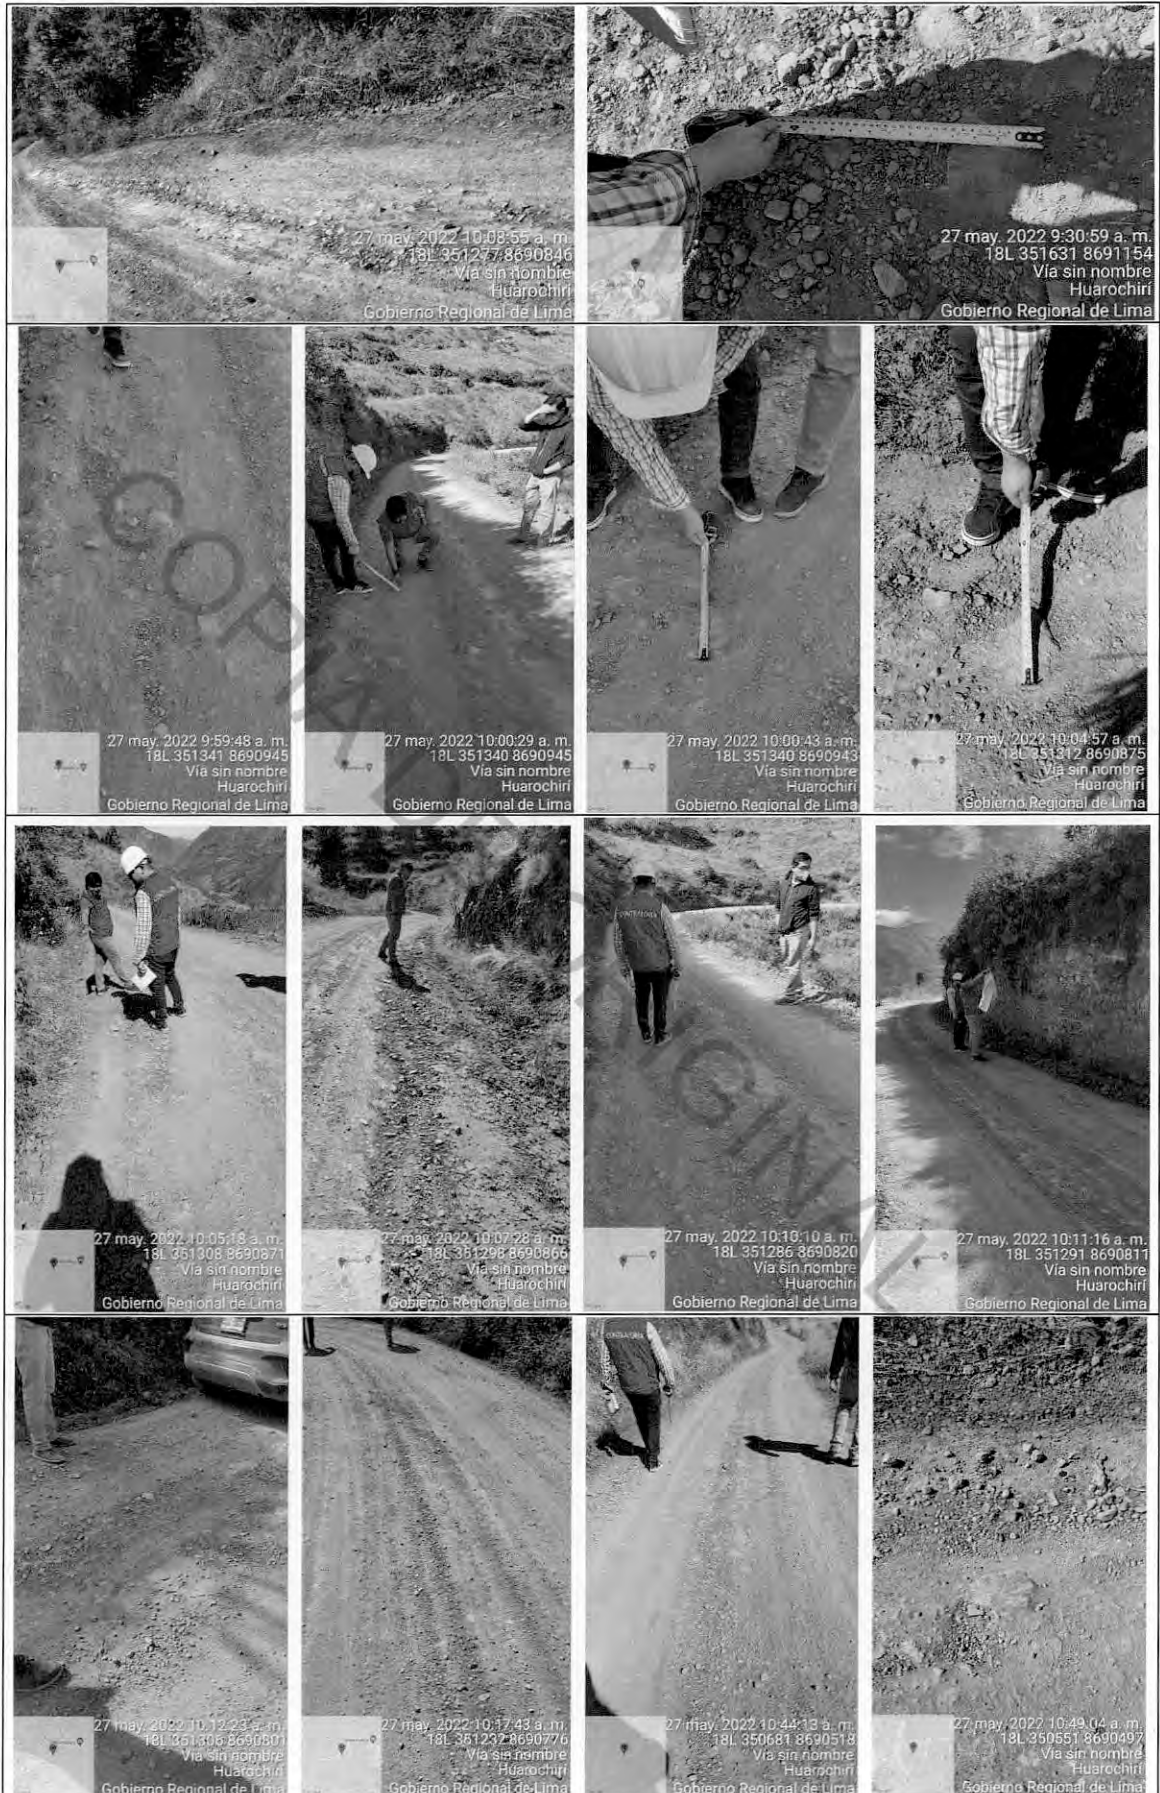 27 may. 2022 10:08:55 a. m.
18L 351277 8690846
Vía sin nombre
Huarochirí
Gobierno Regional de Lima
27 may. 2022 9:30:59 a. m.
18L 351631 8691154
Vía sin nombre
Huarochirí
Gobierno Regional de Lima
27 may. 2022 9:59:48 a. m.
18L 351341 8690945
Vía sin nombre
Huarochirí
Gobierno Regional de Lima
27 may. 2022 10:00:29 a. m.
18L 351340 8690945
Vía sin nombre
Huarochirí
Gobierno Regional de Lima
27 may. 2022 10:00:43 a. m.
18L 351340 8690943
Vía sin nombre
Huarochirí
Gobierno Regional de Lima
27 may. 2022 10:04:57 a. m.
18L 351312 8690875
Vía sin nombre
Huarochirí
Gobierno Regional de Lima
COPIA DEL ORIGINAL
27 may. 2022 10:05:18 a. m.
18L 351308 8690871
Vía sin nombre
Huarochirí
Gobierno Regional de Lima
27 may. 2022 10:07:28 a. m.
18L 351298 8690866
Vía sin nombre
Huarochirí
Gobierno Regional de Lima
CONTRALORÍA
27 may. 2022 10:10:10 a. m.
18L 351286 8690820
Vía sin nombre
Huarochirí
Gobierno Regional de Lima
27 may. 2022 10:11:16 a. m.
18L 351291 8690811
Vía sin nombre
Huarochirí
Gobierno Regional de Lima
27 may. 2022 10:12:23 a. m.
18L 351306 8690801
Vía sin nombre
Huarochirí
Gobierno Regional de Lima
27 may. 2022 10:17:43 a. m.
18L 351232 8690776
Vía sin nombre
Huarochirí
Gobierno Regional de Lima
CONTRALORÍA
27 may. 2022 10:44:13 a. m.
18L 350681 8690518
Vía sin nombre
Huarochirí
Gobierno Regional de Lima
27 may. 2022 10:49:04 a. m.
18L 350551 8690497
Vía sin nombre
Huarochirí
Gobierno Regional de Lima